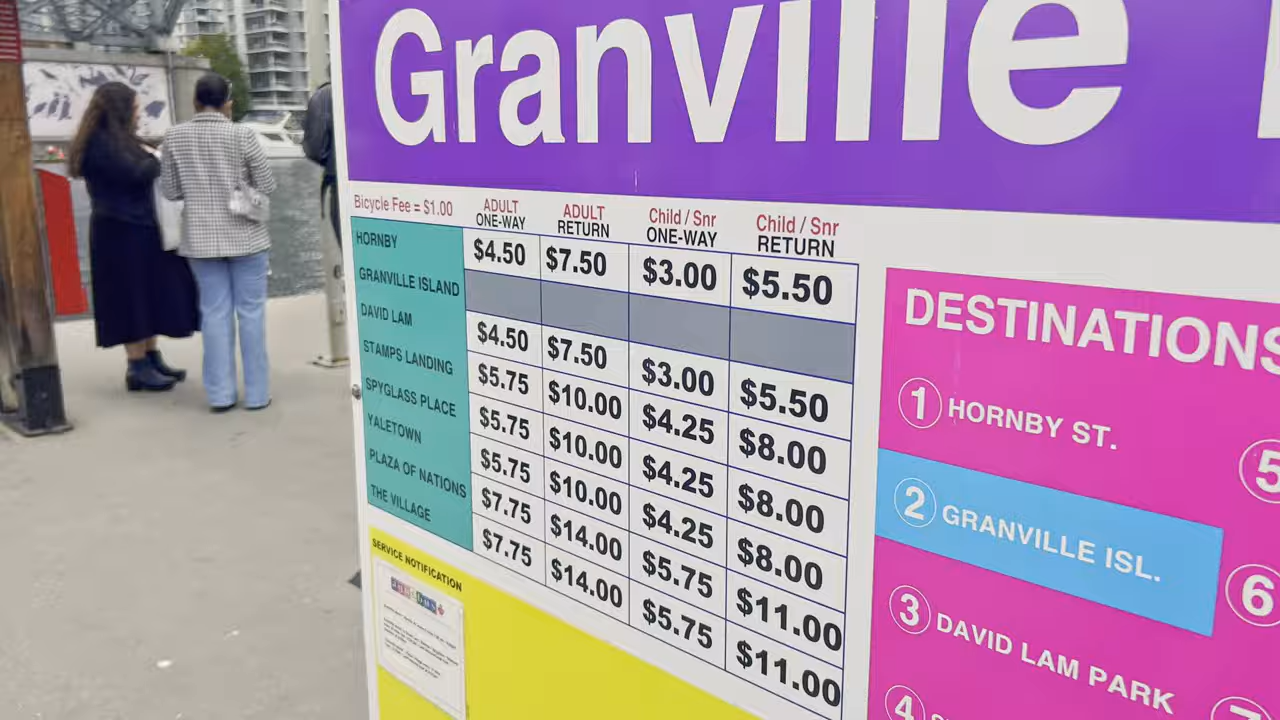 Granville
Bicycle Fee = $1.00
ADULT ONE-WAY
ADULT RETURN
Child / Snr ONE-WAY
Child / Snr RETURN
HORNBY $4.50 $7.50 $3.00 $5.50
GRANVILLE ISLAND
DAVID LAM $4.50 $7.50 $3.00 $5.50
STAMPS LANDING $5.75 $10.00 $4.25 $8.00
SPYGLASS PLACE $5.75 $10.00 $4.25 $8.00
YALETOWN $5.75 $10.00 $4.25 $8.00
PLAZA OF NATIONS $7.75 $14.00 $5.75 $11.00
THE VILLAGE $7.75 $14.00 $5.75 $11.00
SERVICE NOTIFICATION
DESTINATIONS
1 HORNBY ST.
2 GRANVILLE ISL.
3 DAVID LAM PARK
4
5
6